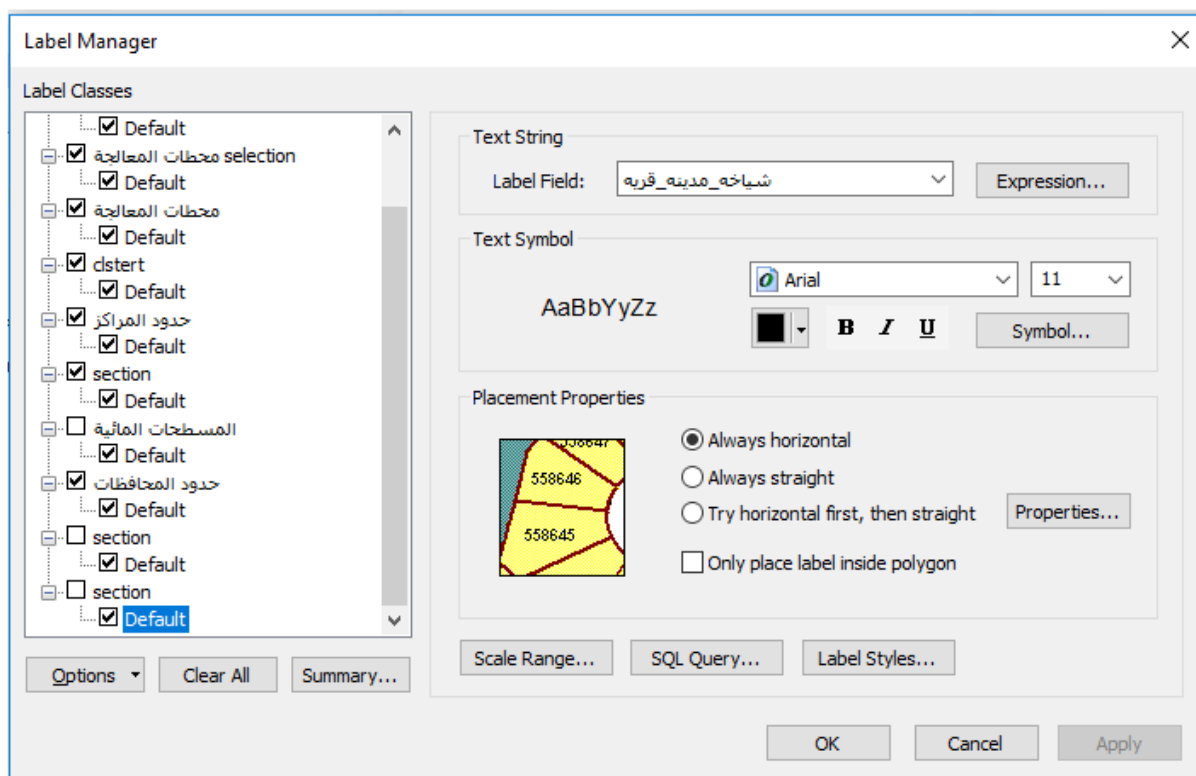 Label Manager
Label Classes
Default
محطات المعالجة selection
Default
محطات المعالجة
Default
clstert
Default
حدود المراكز
Default
section
Default
المسطحات المائية
Default
حدود المحافظات
Default
section
Default
section
Default
Options
Clear All
Summary...
Text String
Label Field:
شياخه_مدينه_قريه
Expression...
Text Symbol
AaBbYyZz
Arial
11
B I U
Symbol...
Placement Properties
558647
558646
558645
Always horizontal
Always straight
Try horizontal first, then straight
Properties...
Only place label inside polygon
Scale Range...
SQL Query...
Label Styles...
OK
Cancel
Apply